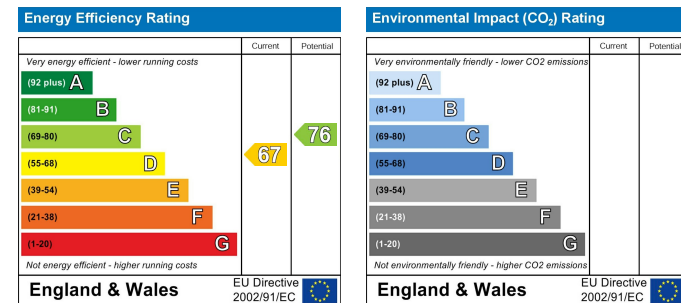 Energy Efficiency Rating
Current Potential
Very energy efficient - lower running costs
(92 plus) A
(81-91) B
(69-80) C
(55-68) D
(39-54) E
(21-38) F
(1-20) G
67
76
Not energy efficient - higher running costs
England & Wales
EU Directive
2002/91/EC
Environmental Impact (CO₂) Rating
Current Potential
Very environmentally friendly - lower CO2 emissions
(92 plus) A
(81-91) B
(69-80) C
(55-68) D
(39-54) E
(21-38) F
(1-20) G
Not environmentally friendly - higher CO2 emissions
England & Wales
EU Directive
2002/91/EC